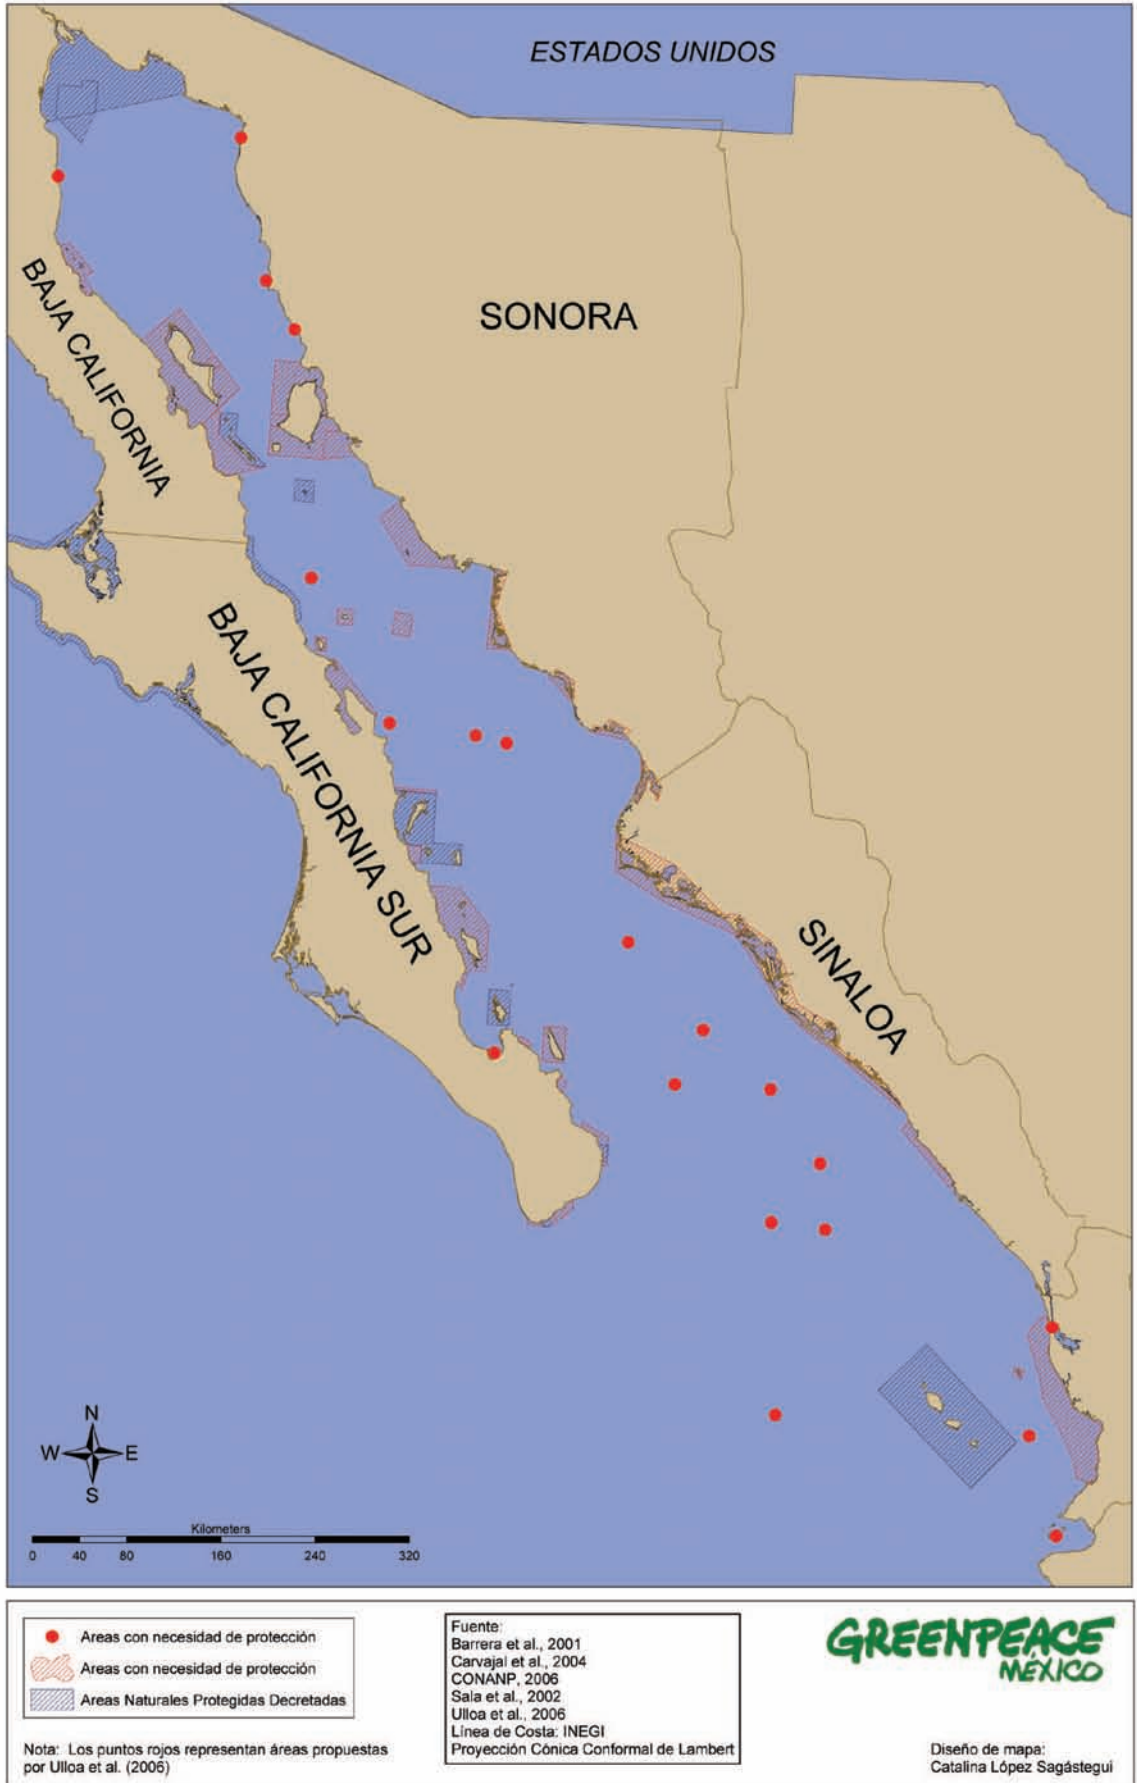 ESTADOS UNIDOS
SONORA
BAJA CALIFORNIA
BAJA CALIFORNIA SUR
SINALOA
N
W E
S
Kilometers
0 40 80 160 240 320
Areas con necesidad de protección
Areas con necesidad de protección
Areas Naturales Protegidas Decretadas
Nota: Los puntos rojos representan áreas propuestas
por Ulloa et al. (2006)
Fuente:
Barrera et al., 2001
Carvajal et al., 2004
CONANP, 2006
Sala et al., 2002
Ulloa et al., 2006
Línea de Costa: INEGI
Proyección Cónica Conformal de Lambert
GREENPEACE
MÉXICO
Diseño de mapa:
Catalina López Sagástegui